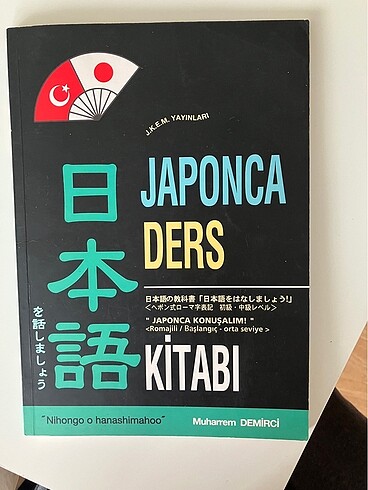 J.K.E.M. YAYINLARI
日本語
を話しましょう
JAPONCA
DERS
日本語の教科書「日本語をはなしましょう!」
＜ヘボン式ローマ字表記 初級・中級レベル＞
" JAPONCA KONUŞALIM! "
<Romajili / Başlangıç - orta seviye >
KİTABI
"Nihongo o hanashimahoo"
Muharrem DEMİRCİ